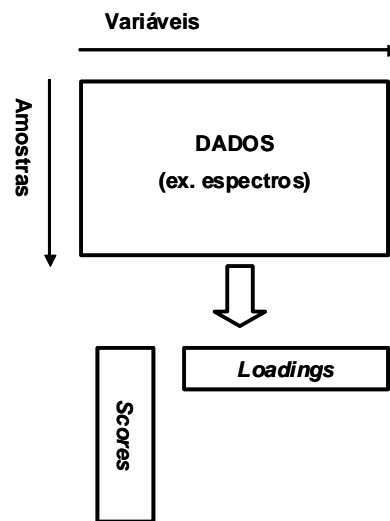 Variáveis
Amostras
DADOS
(ex. espectros)
Loadings
Scores